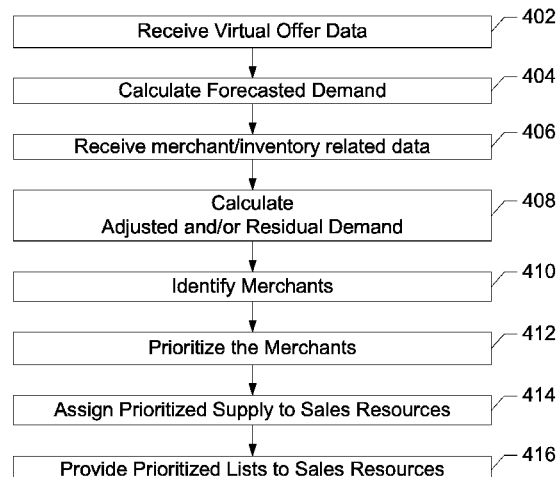 Receive Virtual Offer Data 402
Calculate Forecasted Demand 404
Receive merchant/inventory related data 406
Calculate
Adjusted and/or Residual Demand 408
Identify Merchants 410
Prioritize the Merchants 412
Assign Prioritized Supply to Sales Resources 414
Provide Prioritized Lists to Sales Resources 416